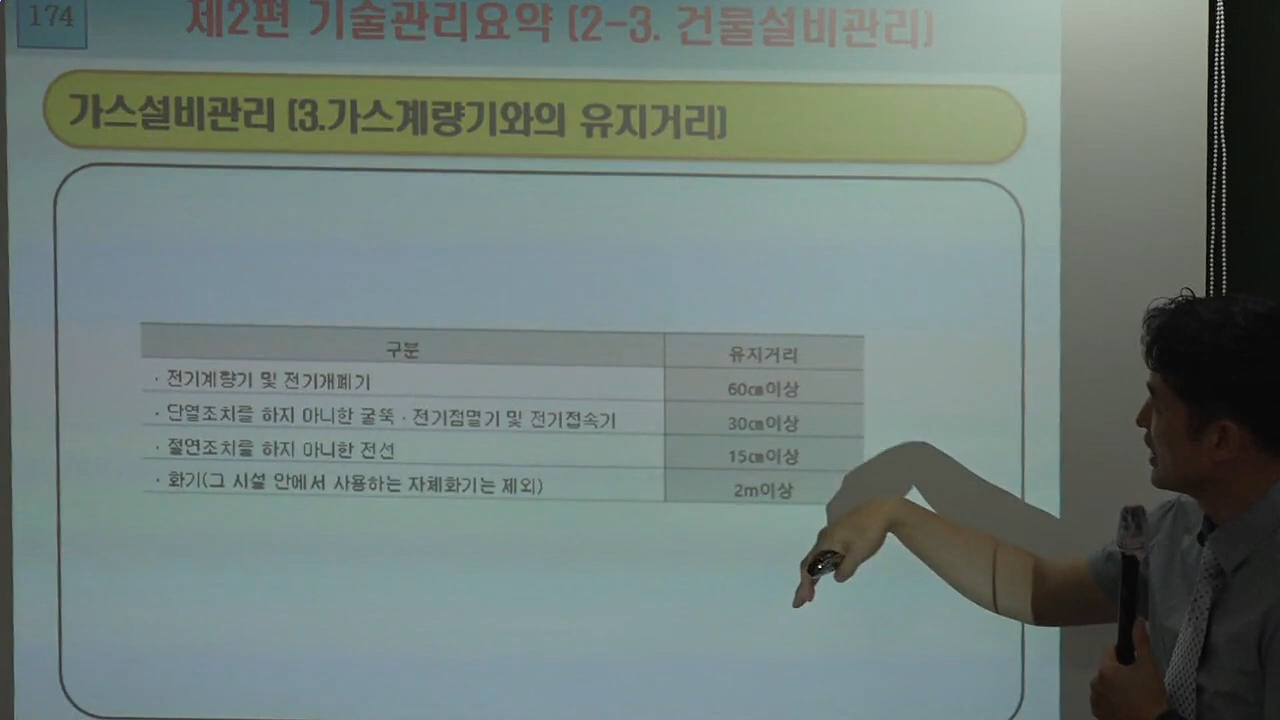 174
제2편 기술관리요약 (2-3. 건물설비관리)
가스설비관리 (3.가스계량기와의 유지거리)
구분 유지거리
· 전기계량기 및 전기개폐기 60㎝이상
· 단열조치를 하지 아니한 굴뚝 · 전기점멸기 및 전기접속기 30㎝이상
· 절연조치를 하지 아니한 전선 15㎝이상
· 화기(그 시설 안에서 사용하는 자체화기는 제외) 2m이상